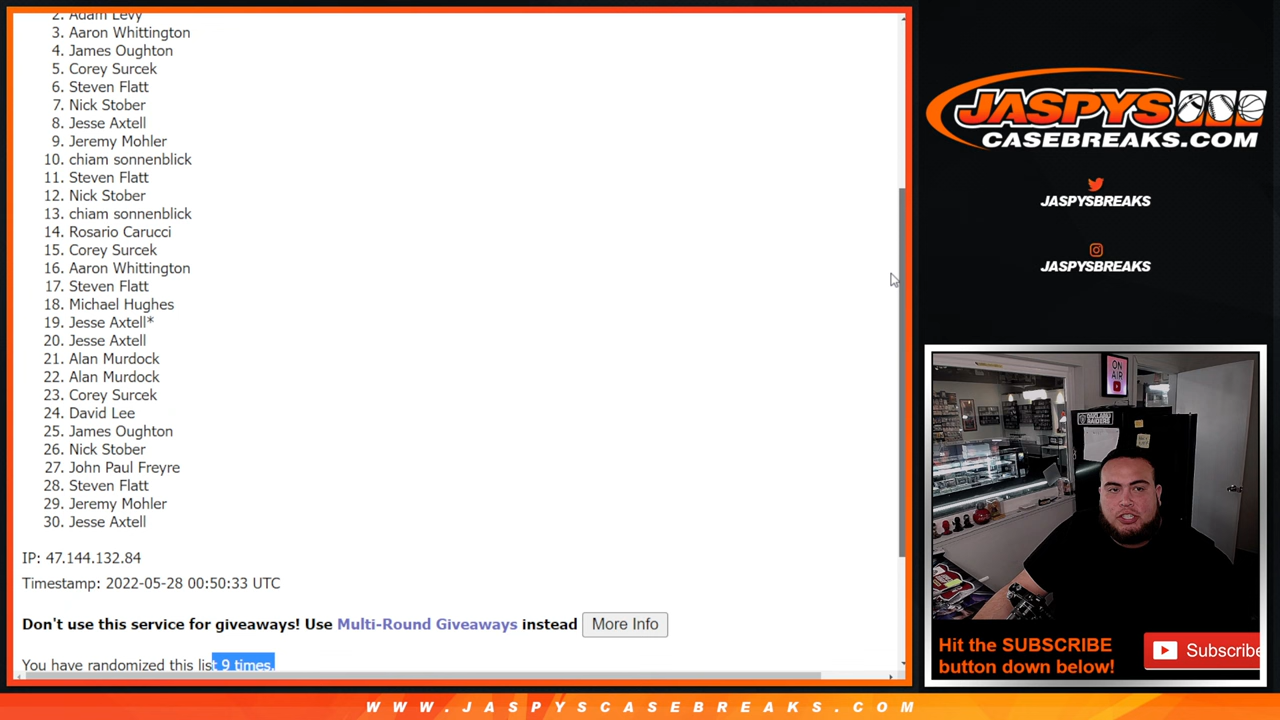 2. Adam Levy
3. Aaron Whittington
4. James Oughton
5. Corey Surcek
6. Steven Flatt
7. Nick Stober
8. Jesse Axtell
9. Jeremy Mohler
10. chiam sonnenblick
11. Steven Flatt
12. Nick Stober
13. chiam sonnenblick
14. Rosario Carucci
15. Corey Surcek
16. Aaron Whittington
17. Steven Flatt
18. Michael Hughes
19. Jesse Axtell*
20. Jesse Axtell
21. Alan Murdock
22. Alan Murdock
23. Corey Surcek
24. David Lee
25. James Oughton
26. Nick Stober
27. John Paul Freyre
28. Steven Flatt
29. Jeremy Mohler
30. Jesse Axtell
IP: 47.144.132.84
Timestamp: 2022-05-28 00:50:33 UTC
Don't use this service for giveaways! Use Multi-Round Giveaways instead More Info
You have randomized this list 9 times.
JASPYS
CASEBREAKS.COM
JASPYSBREAKS
JASPYSBREAKS
ON
AIR
Hit the SUBSCRIBE
button down below!
Subscribe
WWW.JASPYSCASEBREAKS.COM